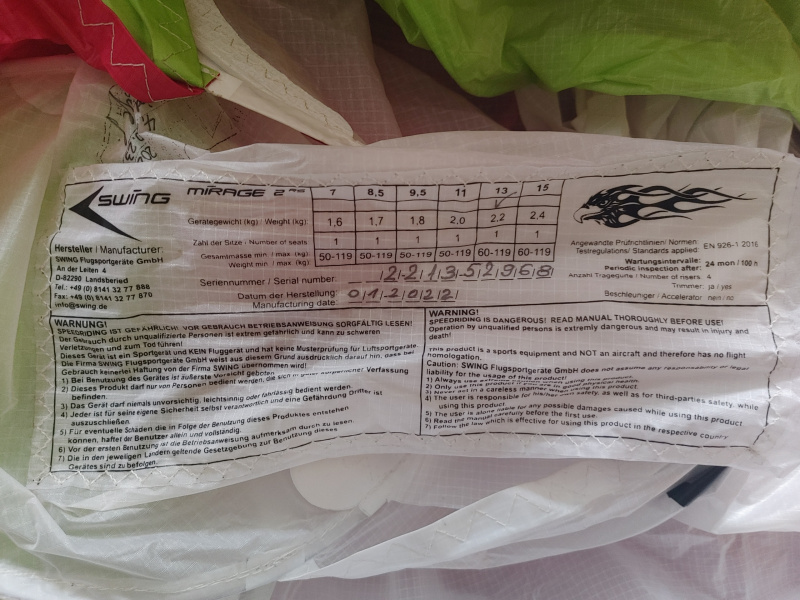 SWING MIRAGE 2 RS 7 8,5 9,5 11 13 15
Gerätegewicht (kg) / Weight (kg) 1,6 1,7 1,8 2,0 2,2 2,4
Zahl der Sitze / Number of seats 1 1 1 1 1 1
Gesamtmasse min / max (kg): 50-119 50-119 50-119 50-119 60-119 60-119
Weight min / max (kg):
Seriennummer / Serial number: 221352968
Datum der Herstellung: 012022
Manufacturing date:
Hersteller / Manufacturer:
SWING Flugsportgeräte GmbH
An der Leiten 4
D-82290 Landsberied
Tel.: +49 (0) 8141 32 77 888
Fax: +49 (0) 8141 32 77 870
info@swing.de
Angewandte Prüfrichtlinien / Normen: EN 926-1:2016
Testregulations / Standards applied:
Wartungsintervalle: 24 mon / 100 h
Periodic inspection after:
Anzahl Tragegurte / Number of risers 4
Trimmer: ja / yes
Beschleuniger / Accelerator nein / no
WARNUNG!
SPEEDRIDING IST GEFÄHRLICH! VOR GEBRAUCH BETRIEBSANWEISUNG SORGFÄLTIG LESEN!
Der Gebrauch durch unqualifizierte Personen ist extrem gefährlich und kann zu schweren
Verletzungen und zum Tod führen!
Dieses Gerät ist ein Sportgerät und KEIN Fluggerät und hat keine Musterprüfung für Luftsportgeräte.
Die Firma SWING Flugsportgeräte GmbH weist aus diesem Grund ausdrücklich darauf hin, dass bei
Gebrauch keinerlei Haftung von der Firma SWING übernommen wird!
1) Bei Benutzung des Gerätes ist äußerste Vorsicht geboten.
2) Dieses Produkt darf nur von Personen bedient werden, die sich in guter körperlicher Verfassung
befinden.
3) Das Gerät darf niemals unvorsichtig, leichtsinnig oder fahrlässig bedient werden.
4) Jeder ist für seine eigene Sicherheit selbst verantwortlich und eine Gefährdung Dritter ist
auszuschließen.
5) Für eventuelle Schäden die in Folge der Benutzung dieses Produktes entstehen
können, haftet der Benutzer allein und vollständig.
6) Vor der ersten Benutzung ist die Betriebsanweisung aufmerksam durch zu lesen.
7) Die in den jeweiligen Ländern geltende Gesetzgebung zur Benutzung dieses
Gerätes sind zu befolgen.
WARNING!
SPEEDRIDING IS DANGEROUS! READ MANUAL THOROUGHLY BEFORE USE!
Operation by unqualified persons is extremely dangerous and may result in injury and
death!
This product is a sports equipment and NOT an aircraft and therefore has no flight
homologation.
Caution: SWING Flugsportgeräte GmbH does not assume any responsibility or legal
liability for the usage of this product!
1) Always use
2) Only use this product if you are in good physical health.
3) Never in a careless manner
4) The user is responsible for his/her own safety, as well as for third-parties safety, while
using this product.
5) The user is alone liable for any possible damages caused while using this product
6) Read the manual carefully before the first use.
7) Follow the law which is effective for using this product in the respective country